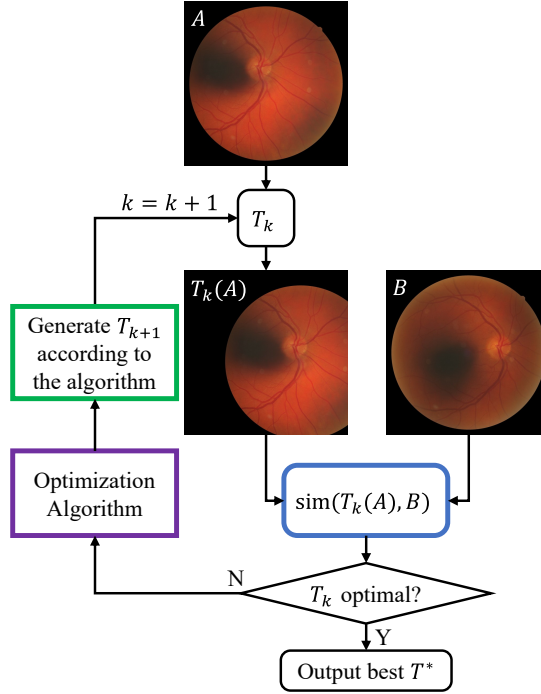 A
k = k + 1
T_k
T_k(A)
B
Generate T_{k+1}
according to
the algorithm
Optimization
Algorithm
sim(T_k(A), B)
N
T_k optimal?
Y
Output best T*